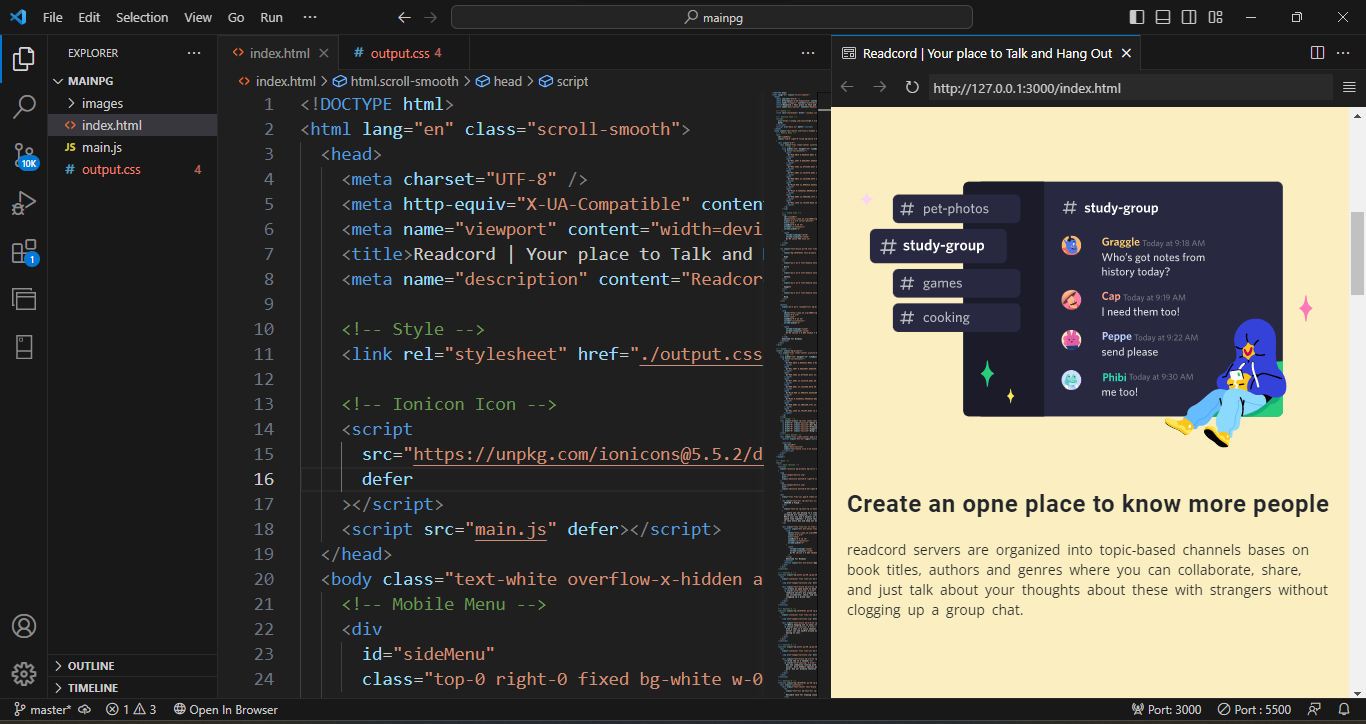 File Edit Selection View Go Run ··· mainpg
EXPLORER ···
MAINPG
images
index.html
JS main.js
# output.css 4
OUTLINE
TIMELINE
10K
1
<> index.html
# output.css 4
···
<> index.html > html.scroll-smooth > head > script
1 <!DOCTYPE html>
2 <html lang="en" class="scroll-smooth">
3 <head>
4 <meta charset="UTF-8" />
5 <meta http-equiv="X-UA-Compatible" conten
6 <meta name="viewport" content="width=devi
7 <title>Readcord | Your place to Talk and
8 <meta name="description" content="Readcor
9
10 <!-- Style -->
11 <link rel="stylesheet" href="./output.css
12
13 <!-- Ionicon Icon -->
14 <script
15 src="https://unpkg.com/ionicons@5.5.2/d
16 defer
17 ></script>
18 <script src="main.js" defer></script>
19 </head>
20 <body class="text-white overflow-x-hidden a
21 <!-- Mobile Menu -->
22 <div
23 id="sideMenu"
24 class="top-0 right-0 fixed bg-white w-0
Readcord | Your place to Talk and Hang Out
···
http://127.0.0.1:3000/index.html
# pet-photos
# study-group
# games
# cooking
# study-group
Graggle Today at 9:18 AM
Who's got notes from
history today?
Cap Today at 9:19 AM
I need them too!
Peppe Today at 9:22 AM
send please
Phibi Today at 9:30 AM
me too!
Create an opne place to know more people
readcord servers are organized into topic-based channels bases on
book titles, authors and genres where you can collaborate, share,
and just talk about your thoughts about these with strangers without
clogging up a group chat.
master* 1 3 Open In Browser Port: 3000 Port : 5500